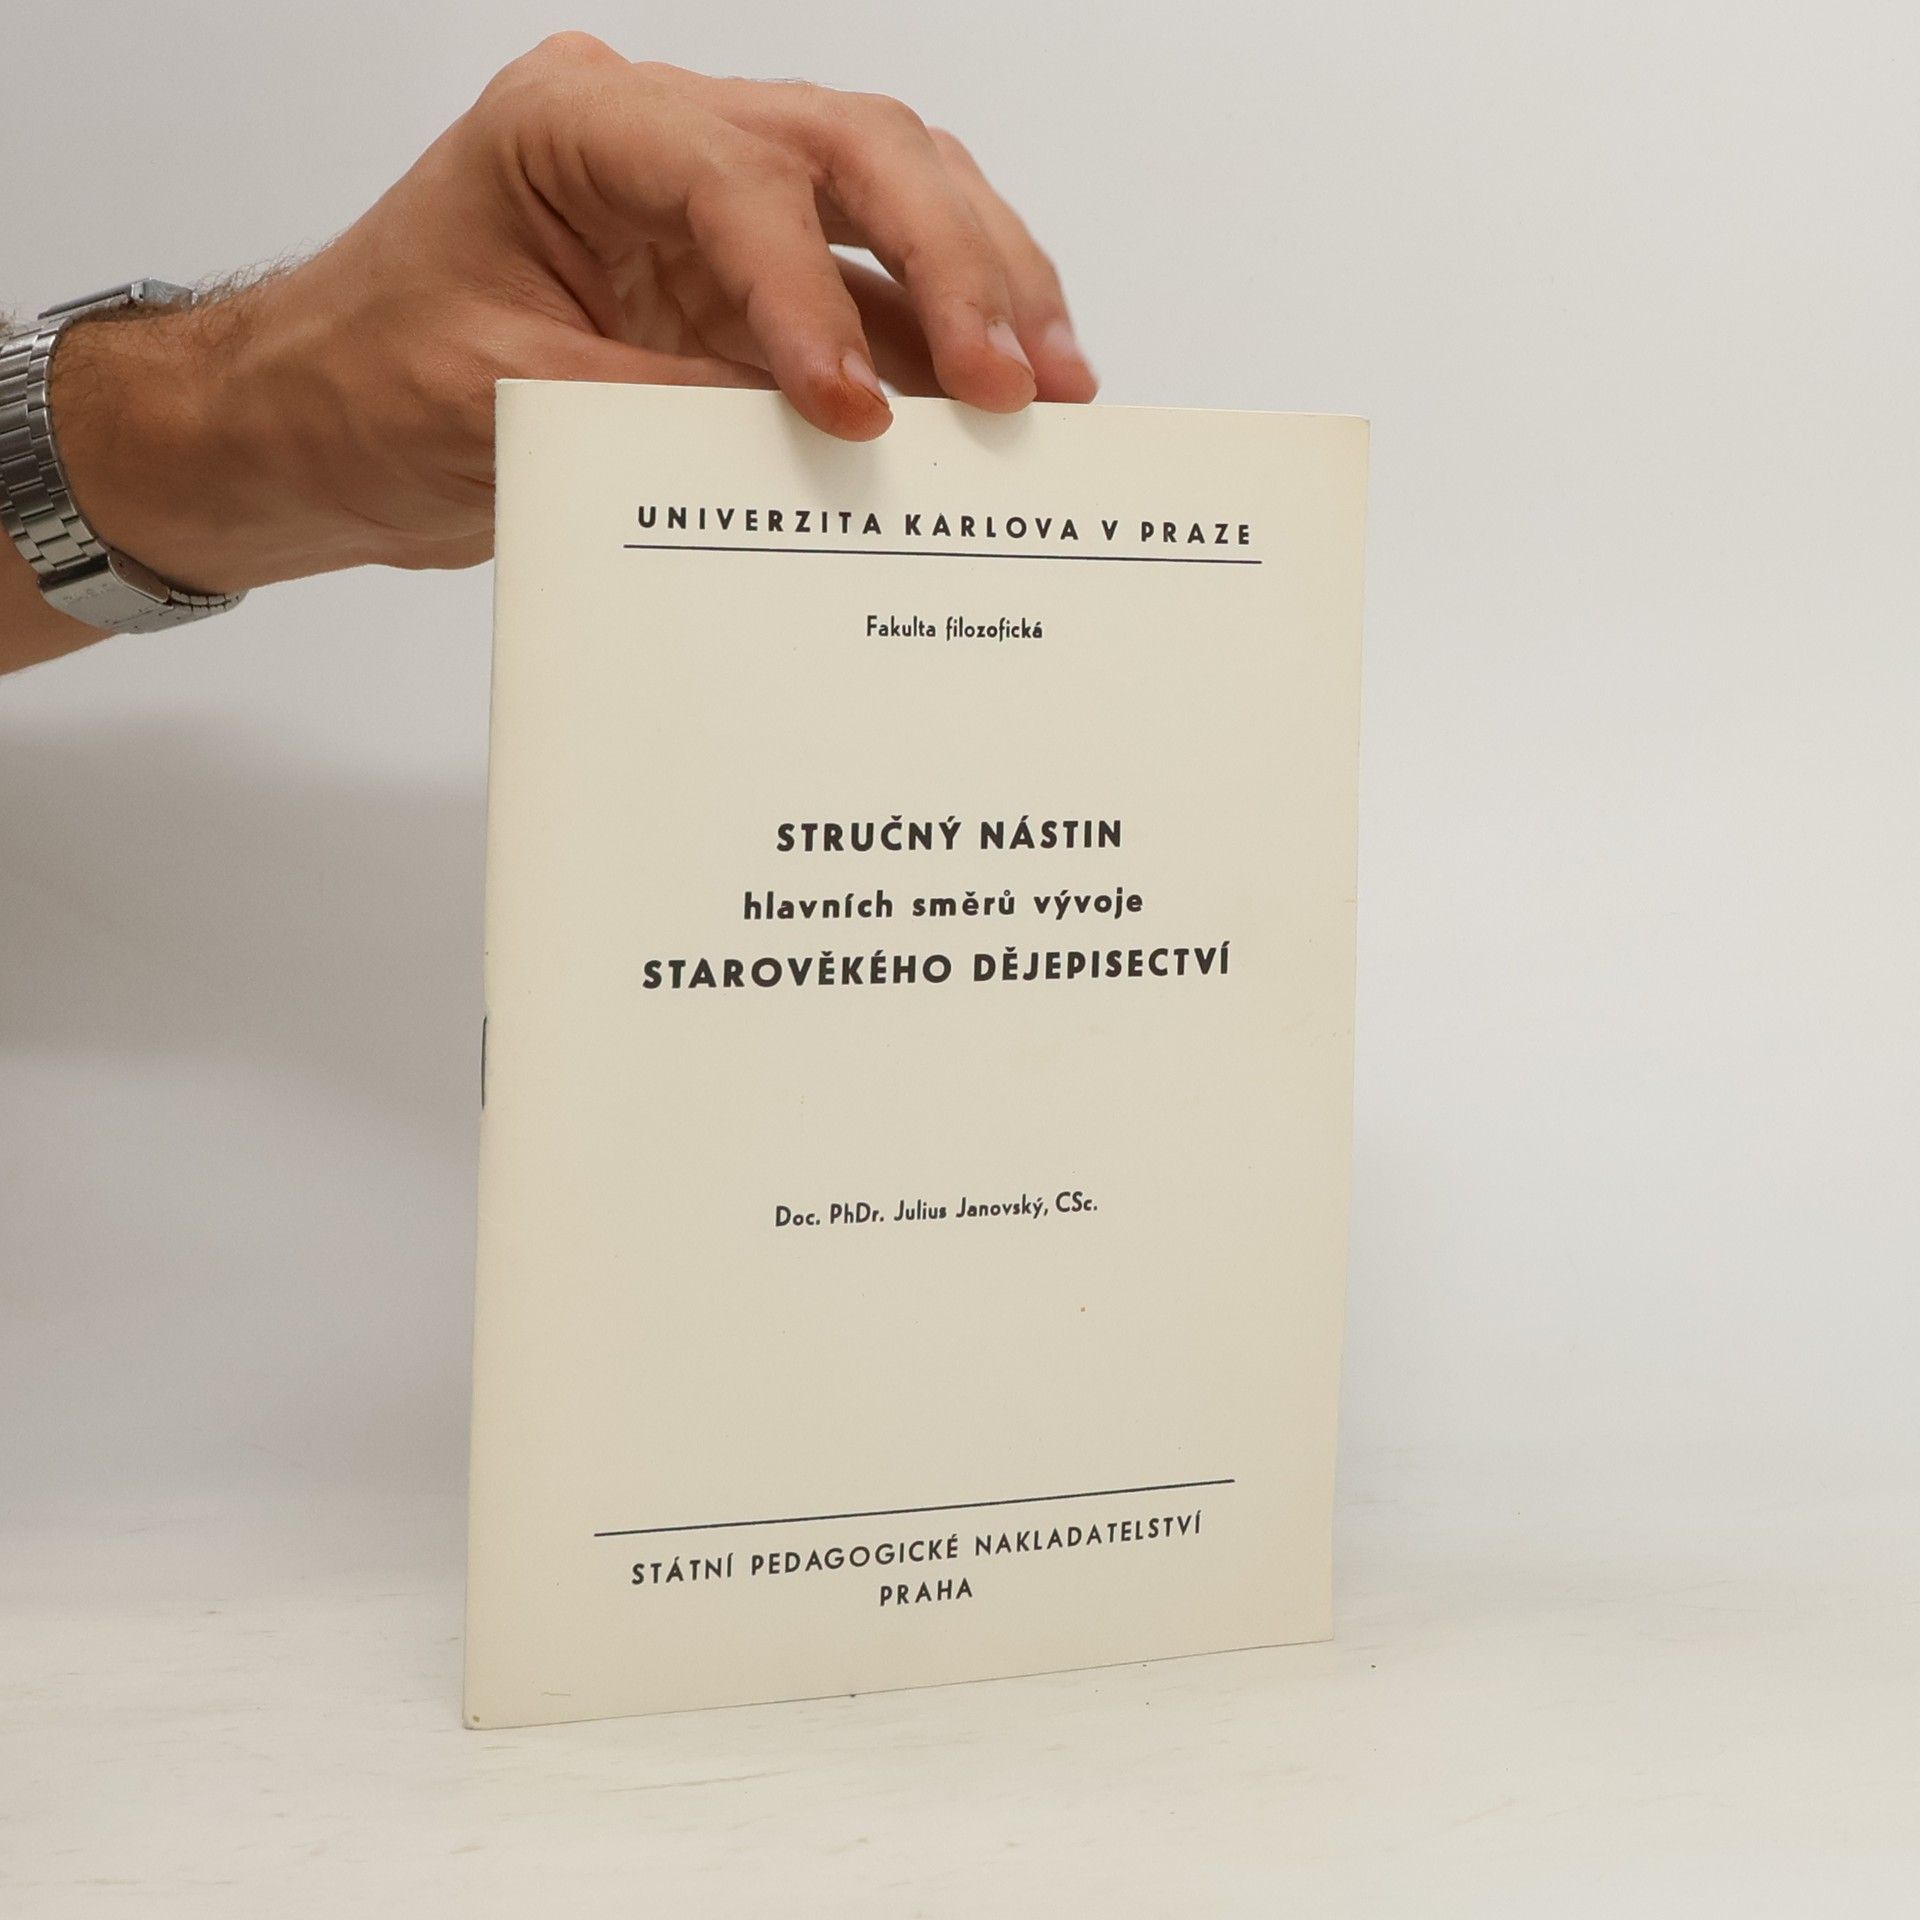 UNIVERZITA KARLOVA V PRAZE
Fakulta filozofická
STRUČNÝ NÁSTIN
hlavních směrů vývoje
STAROVĚKÉHO DĚJEPISECTVÍ
Doc. PhDr. Julius Janovský, CSc.
STÁTNÍ PEDAGOGICKÉ NAKLADATELSTVÍ
PRAHA